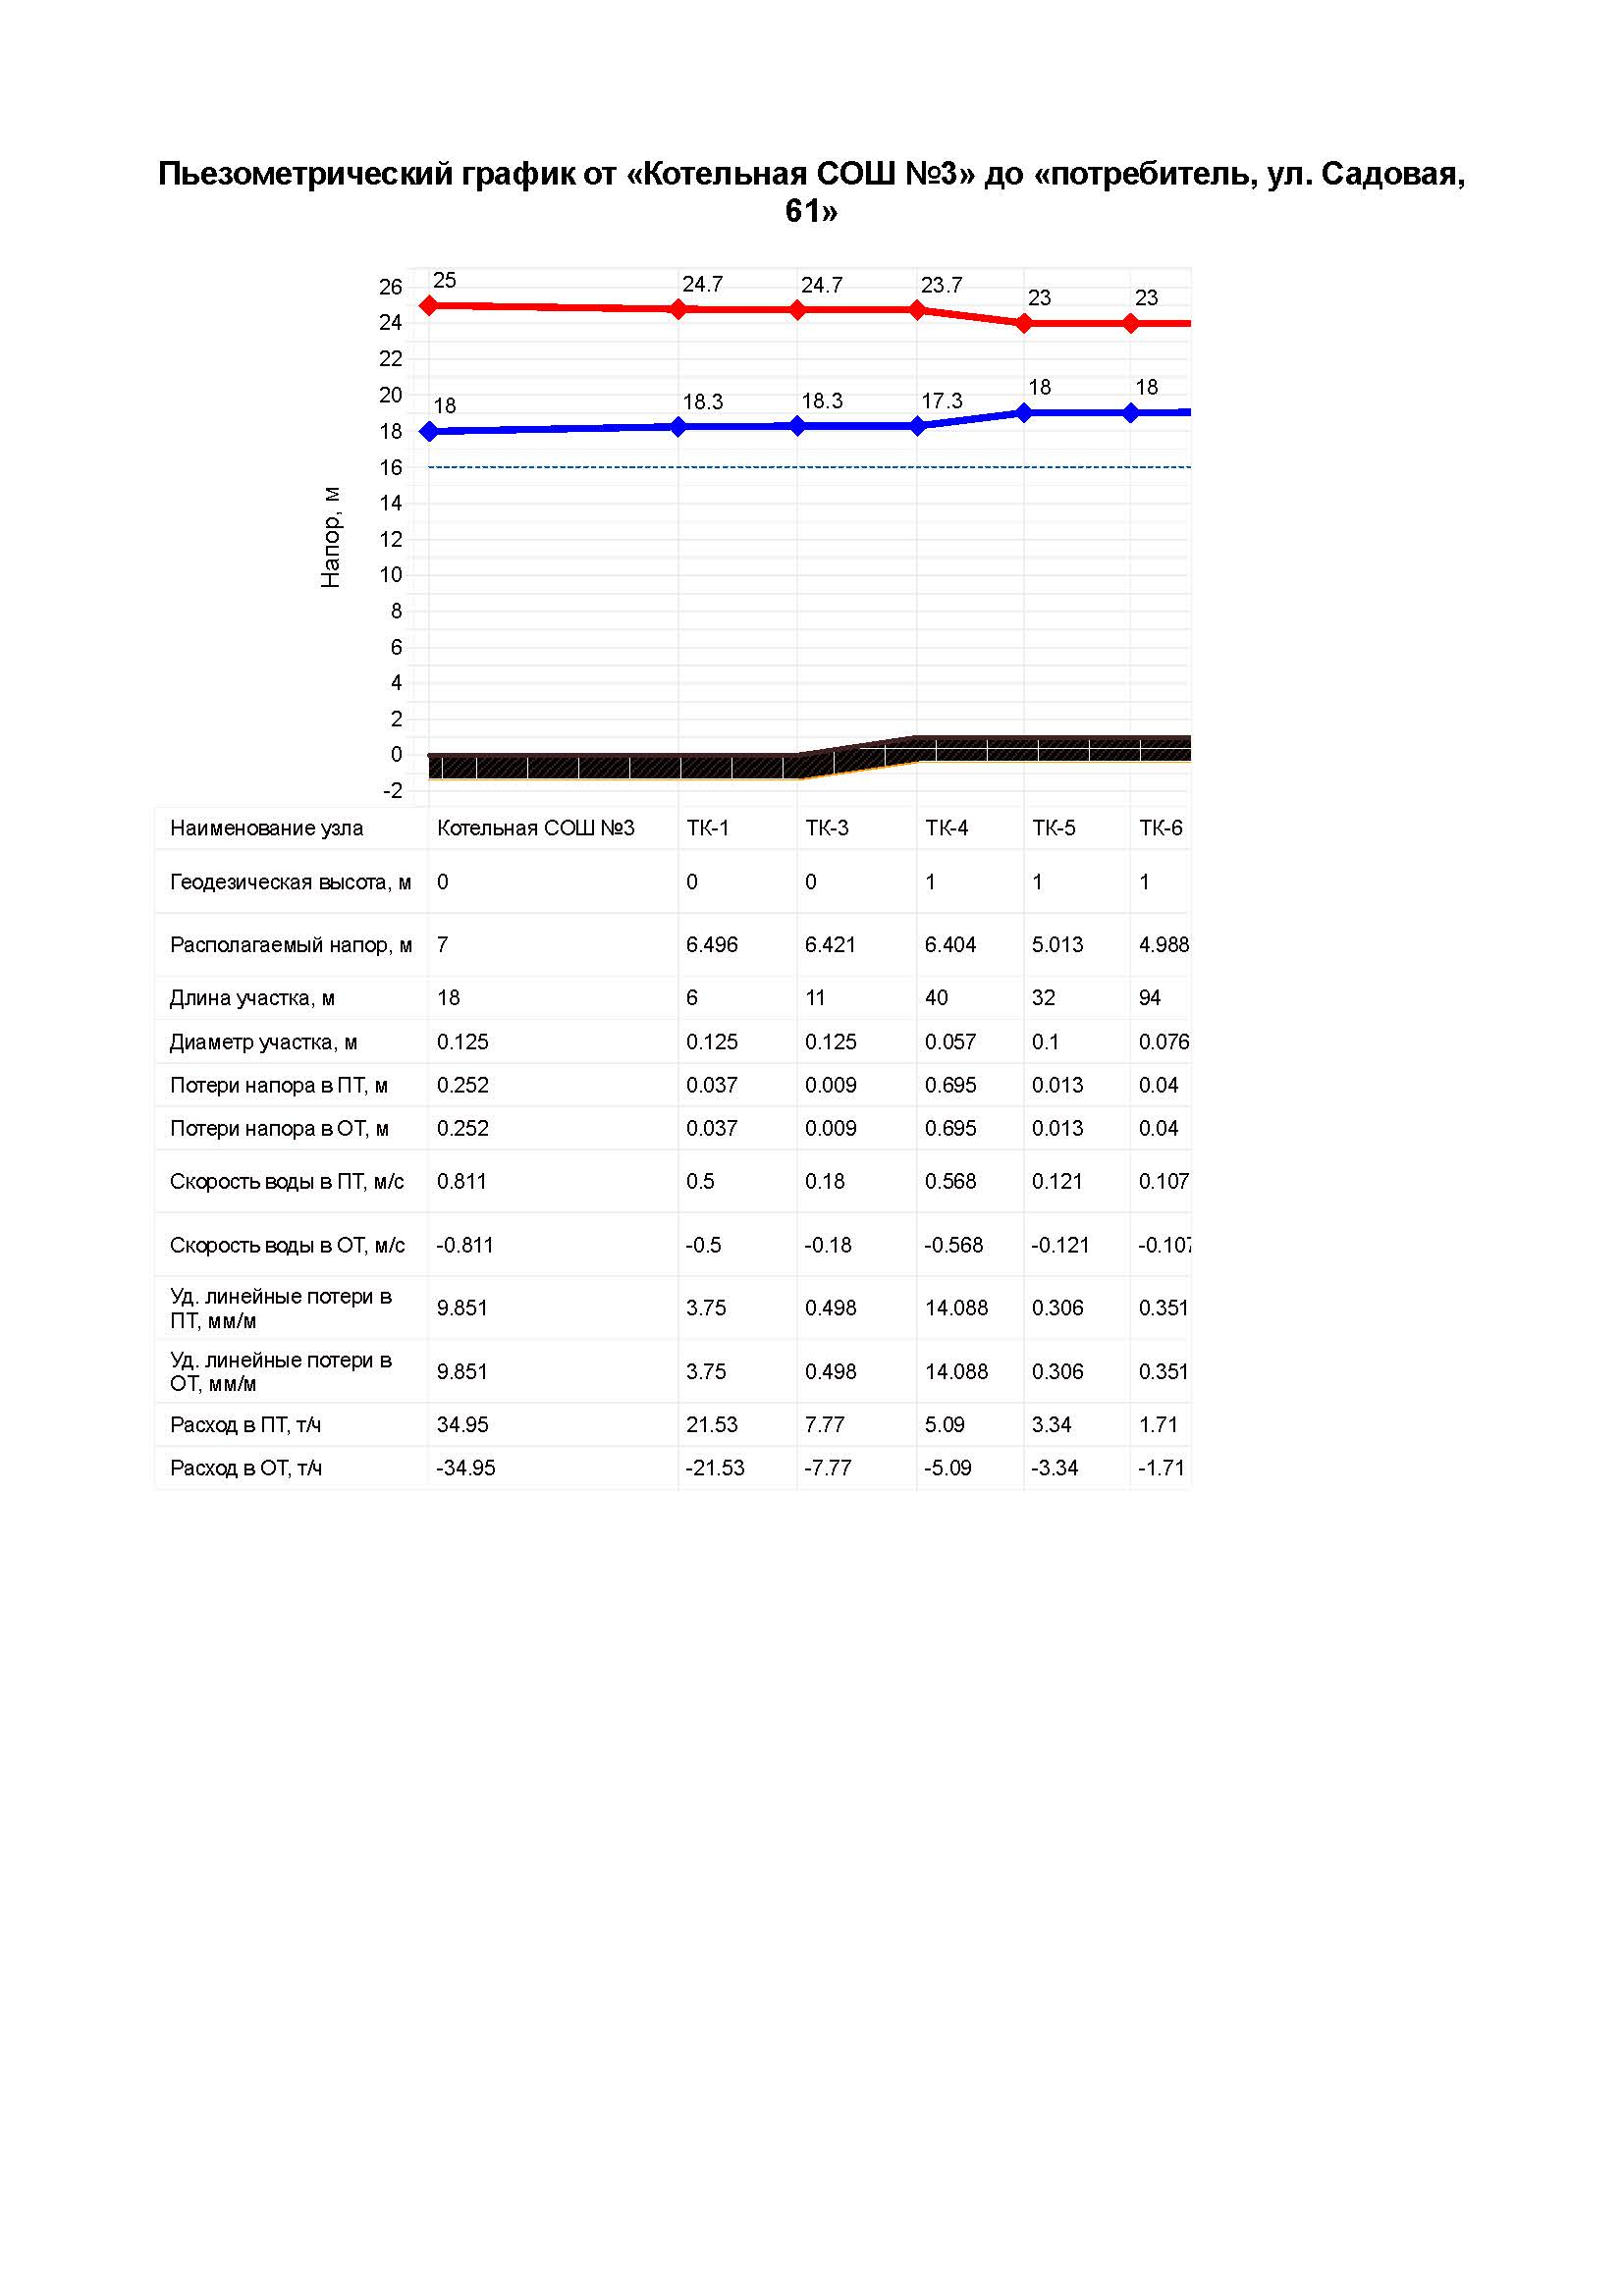 Пьезометрический график от «Котельная СОШ №3» до «потребитель, ул. Садовая,
61»
26
24
22
20
18
16
14
12
10
8
6
4
2
0
-2
Напор, м
25 24.7 24.7 23.7 23 23
18 18.3 18.3 17.3 18 18
Наименование узла Котельная СОШ №3 ТК-1 ТК-3 ТК-4 ТК-5 ТК-6
Геодезическая высота, м 0 0 0 1 1 1
Располагаемый напор, м 7 6.496 6.421 6.404 5.013 4.988
Длина участка, м 18 6 11 40 32 94
Диаметр участка, м 0.125 0.125 0.125 0.057 0.1 0.076
Потери напора в ПТ, м 0.252 0.037 0.009 0.695 0.013 0.04
Потери напора в ОТ, м 0.252 0.037 0.009 0.695 0.013 0.04
Скорость воды в ПТ, м/с 0.811 0.5 0.18 0.568 0.121 0.107
Скорость воды в ОТ, м/с -0.811 -0.5 -0.18 -0.568 -0.121 -0.107
Уд. линейные потери в
ПТ, мм/м 9.851 3.75 0.498 14.088 0.306 0.351
Уд. линейные потери в
ОТ, мм/м 9.851 3.75 0.498 14.088 0.306 0.351
Расход в ПТ, т/ч 34.95 21.53 7.77 5.09 3.34 1.71
Расход в ОТ, т/ч -34.95 -21.53 -7.77 -5.09 -3.34 -1.71